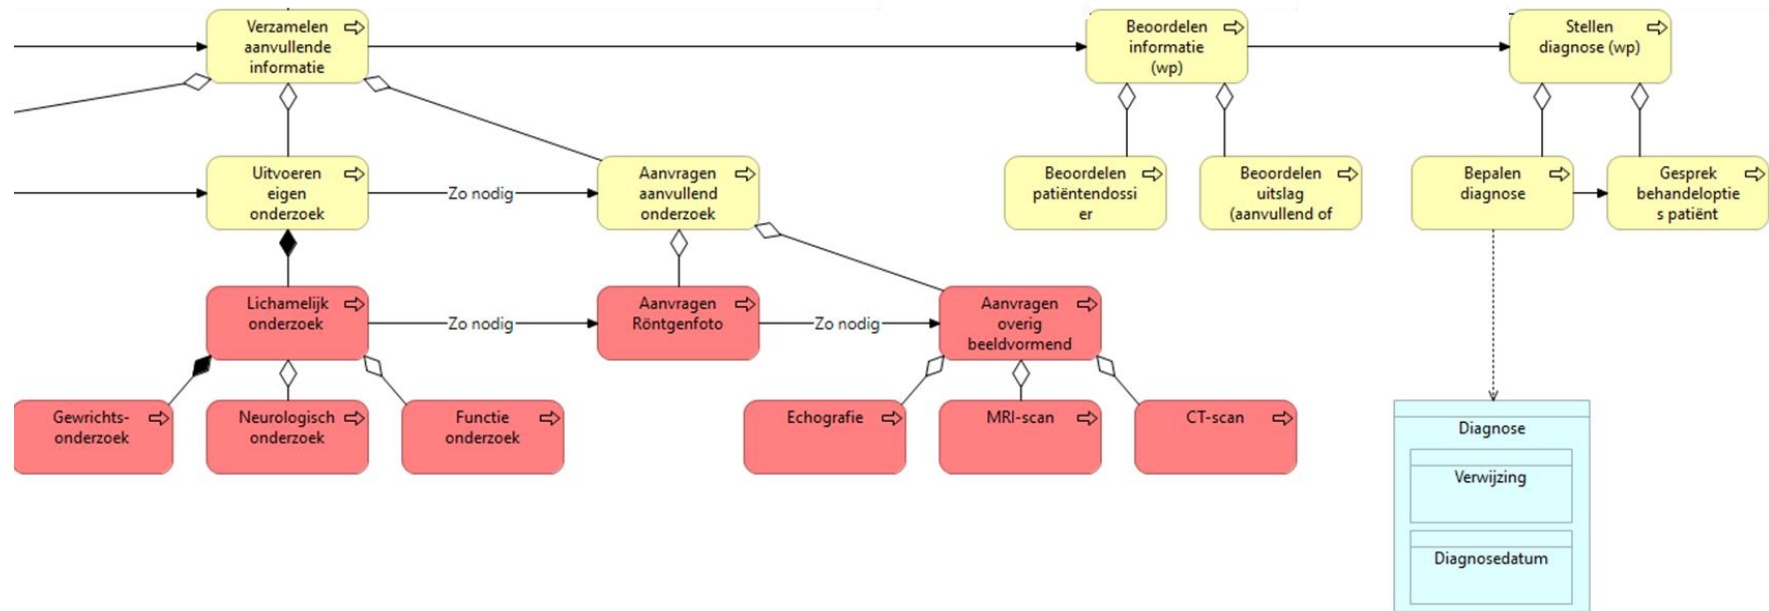 Verzamelen
aanvullende
informatie
Beoordelen
informatie
(wp)
Stellen
diagnose (wp)
Uitvoeren
eigen
onderzoek
Zo nodig
Aanvragen
aanvullend
onderzoek
Beoordelen
patiëntendossi
er
Beoordelen
uitslag
(aanvullend of
Bepalen
diagnose
Gesprek
behandeloptie
s patiënt
Lichamelijk
onderzoek
Zo nodig
Aanvragen
Röntgenfoto
Zo nodig
Aanvragen
overig
beeldvormend
Gewrichts-
onderzoek
Neurologisch
onderzoek
Functie
onderzoek
Echografie
MRI-scan
CT-scan
Diagnose
Verwijzing
Diagnosedatum